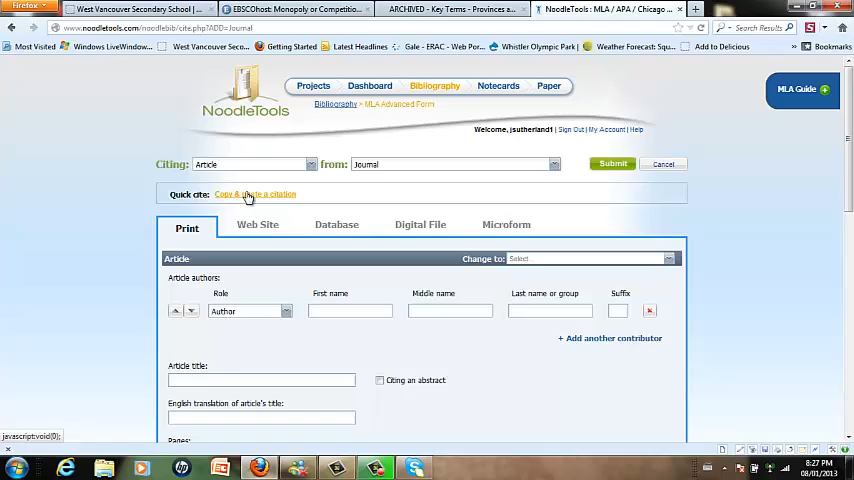 Firefox
West Vancouver Secondary School | ...
EBSCOhost: Monopoly or Competitio...
ARCHIVED - Key Terms - Provinces a...
NoodleTools: MLA / APA / Chicago ...
www.noodletools.com/noodlebib/cite.php?ADD=Journal
Search
Most Visited
Windows LiveWindow...
West Vancouver Secon...
Getting Started
Latest Headlines
Gale - ERAC - Web Por...
Whistler Olympic Park |...
Weather Forecast: Sur...
Add to Delicious
Bookmarks
NoodleTools
Projects Dashboard Bibliography Notecards Paper
MLA Guide
Bibliography > MLA Advanced Form
Welcome, jsutherland1 | Sign Out | My Account | Help
Citing: Article from: Journal Submit Cancel
Quick cite: Copy & paste a citation
Print Web Site Database Digital File Microform
Article Change to: Select...
Article authors:
Role First name Middle name Last name or group Suffix
Author
+ Add another contributor
Article title:
Citing an abstract
English translation of article's title:
Pages:
javascript:void(0);
8:27 PM
08/01/2013